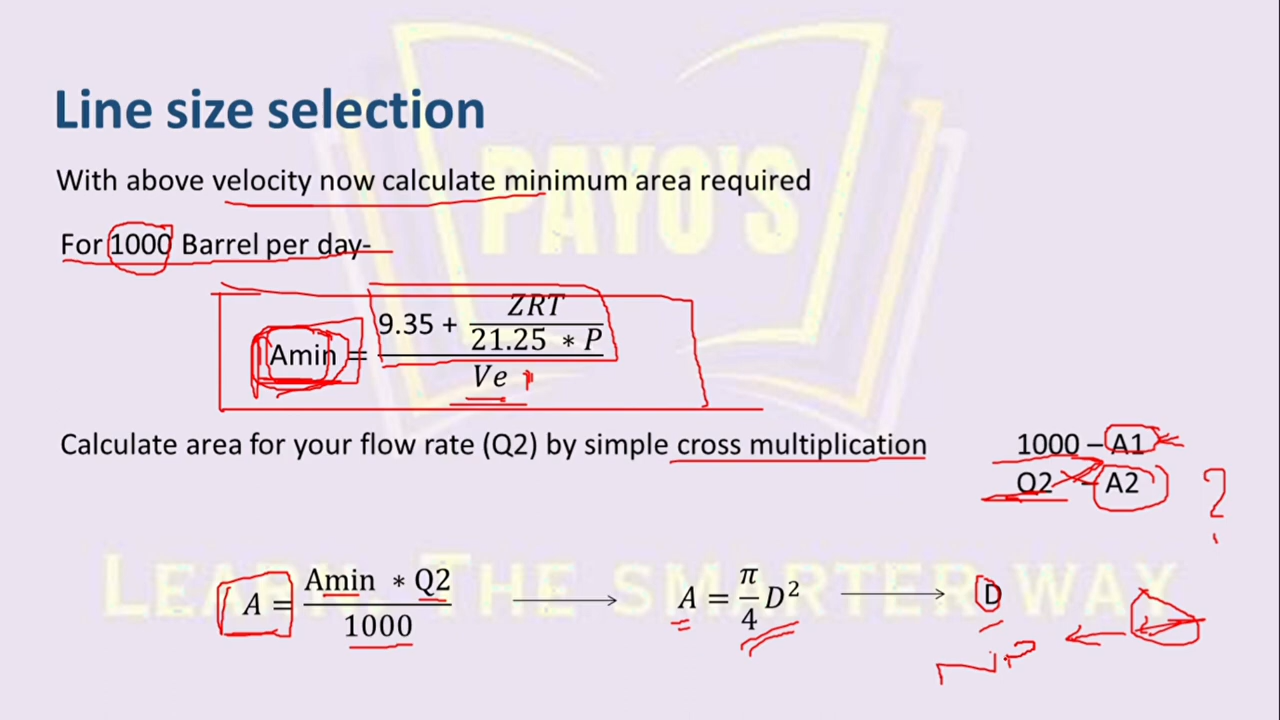 PAYO'S
Line size selection
With above velocity now calculate minimum area required
For 1000 Barrel per day-
Amin = (9.35 + ZRT / (21.25 * P)) / Ve
Calculate area for your flow rate (Q2) by simple cross multiplication
1000 – A1
Q2 – A2
?
LEARN THE SMARTER WAY
A = Amin * Q2 / 1000 → A = π/4 D² → D